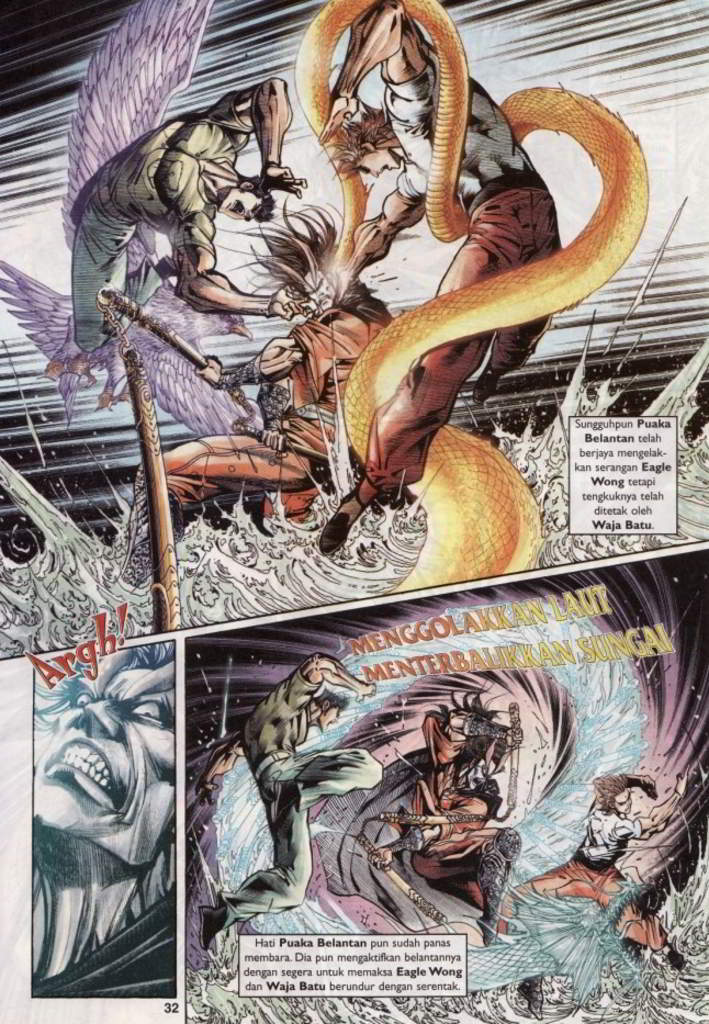 Sungguhpun Puaka
Belantan telah
berjaya mengelak-
kan serangan Eagle
Wong tetapi
tengkuknya telah
ditetak oleh
Waja Batu.
Argh!
MENGGOLAKKAN LAUT
MENTERBALIKKAN SUNGAI
Hati Puaka Belantan pun sudah panas
membara. Dia pun mengaktifkan belantannya
dengan segera untuk memaksa Eagle Wong
dan Waja Batu berundur dengan serentak.
32